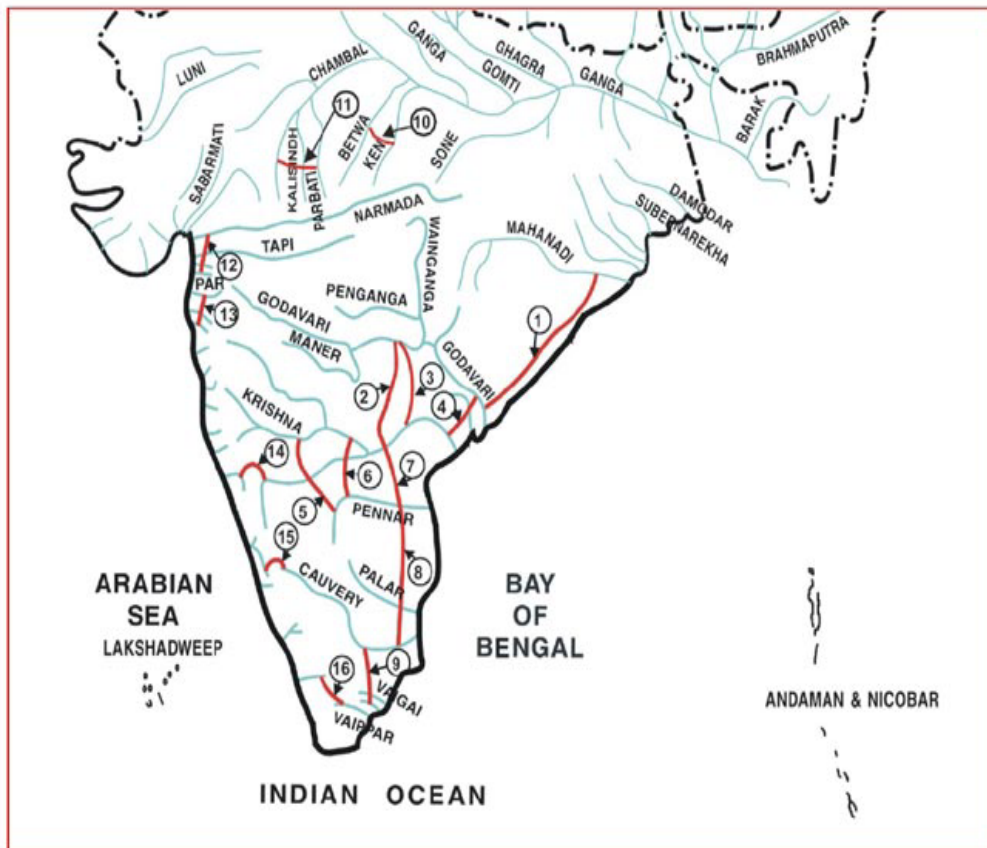 LUNI
CHAMBAL
GANGA
GHAGRA
GOMTI
GANGA
BRAHMAPUTRA
BARAK
11
10
BETWA
KEN
SONE
SABARMATI
KALISINDH
PARBATI
NARMADA
TAPI
WAINGANGA
MAHANADI
DAMODAR
SUBERNAREKHA
12
PAR
13
PENGANGA
GODAVARI
MANER
1
GODAVARI
2
3
4
KRISHNA
14
6
7
5
PENNAR
15
CAUVERY
PALAR
8
ARABIAN
SEA
LAKSHADWEEP
BAY
OF
BENGAL
16
9
VAIGAI
VAIPPAR
ANDAMAN & NICOBAR
INDIAN OCEAN